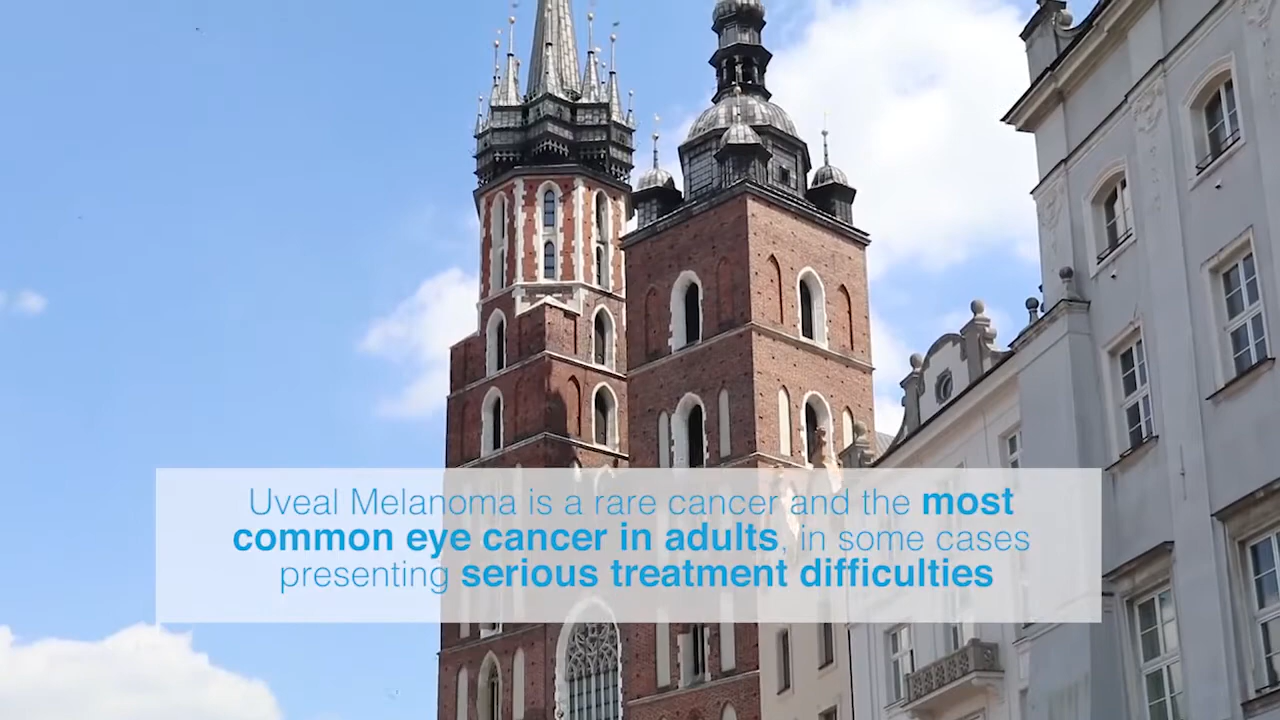 Uveal Melanoma is a rare cancer and the most
common eye cancer in adults, in some cases
presenting serious treatment difficulties